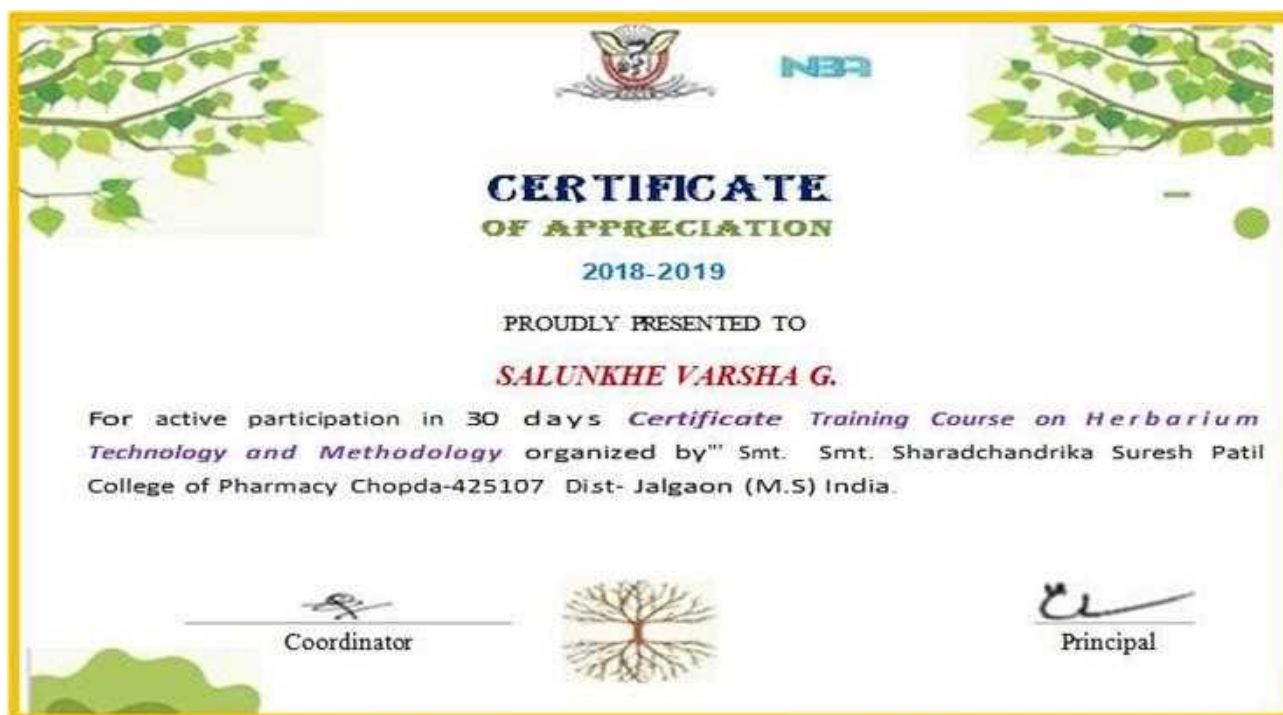 NBA
CERTIFICATE
OF APPRECIATION
2018-2019
PROUDLY PRESENTED TO
SALUNKHE VARSHA G.
For active participation in 30 days Certificate Training Course on Herbarium
Technology and Methodology organized by"' Smt. Smt. Sharadchandrika Suresh Patil
College of Pharmacy Chopda-425107 Dist- Jalgaon (M.S) India.
Coordinator
Principal